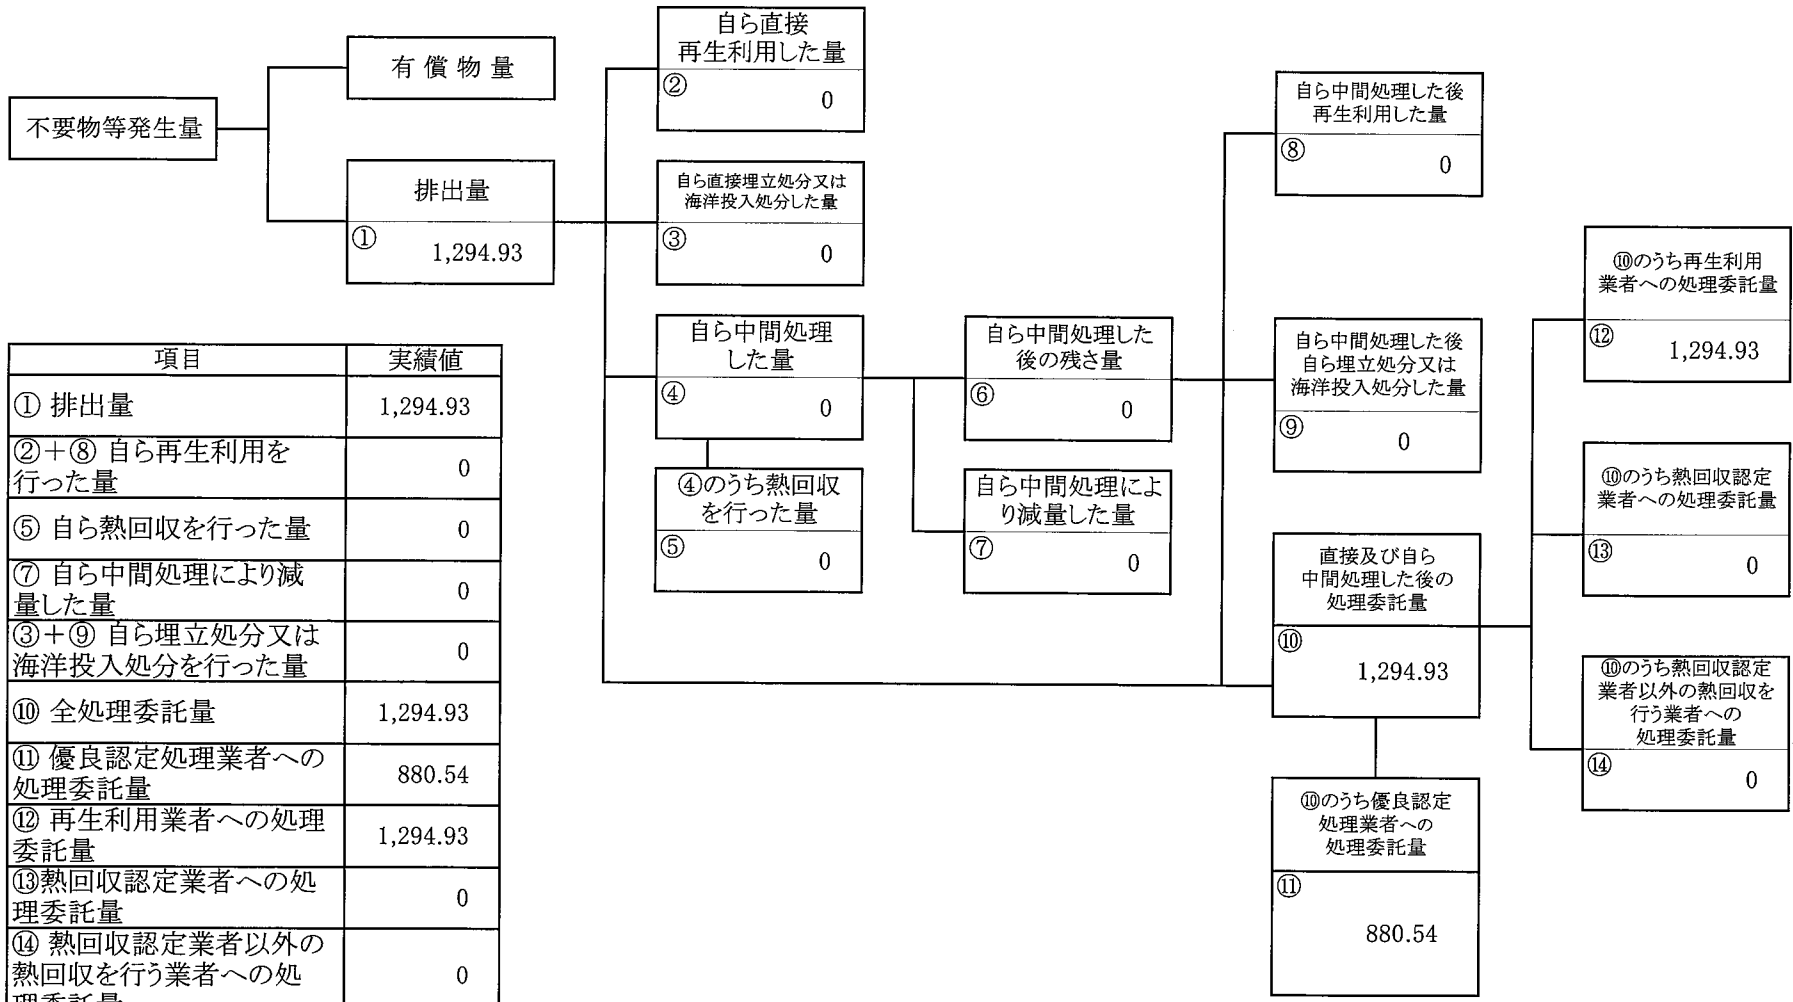 不要物等発生量
有償物量
排出量
① 1,294.93
自ら直接
再生利用した量
② 0
自ら直接埋立処分又は
海洋投入処分した量
③ 0
自ら中間処理
した量
④ 0
④のうち熱回収
を行った量
⑤ 0
自ら中間処理した
後の残さ量
⑥ 0
自ら中間処理によ
り減量した量
⑦ 0
自ら中間処理した後
再生利用した量
⑧ 0
自ら中間処理した後
自ら埋立処分又は
海洋投入処分した量
⑨ 0
直接及び自ら
中間処理した後の
処理委託量
⑩ 1,294.93
⑩のうち優良認定
処理業者への
処理委託量
⑪ 880.54
⑩のうち再生利用
業者への処理委託量
⑫ 1,294.93
⑩のうち熱回収認定
業者への処理委託量
⑬ 0
⑩のうち熱回収認定
業者以外の熱回収を
行う業者への
処理委託量
⑭ 0
項目 実績値
① 排出量 1,294.93
②+⑧ 自ら再生利用を
行った量 0
⑤ 自ら熱回収を行った量 0
⑦ 自ら中間処理により減
量した量 0
③+⑨ 自ら埋立処分又は
海洋投入処分を行った量 0
⑩ 全処理委託量 1,294.93
⑪ 優良認定処理業者への
処理委託量 880.54
⑫ 再生利用業者への処理
委託量 1,294.93
⑬熱回収認定業者への処
理委託量 0
⑭ 熱回収認定業者以外の
熱回収を行う業者への処 0
理委託量